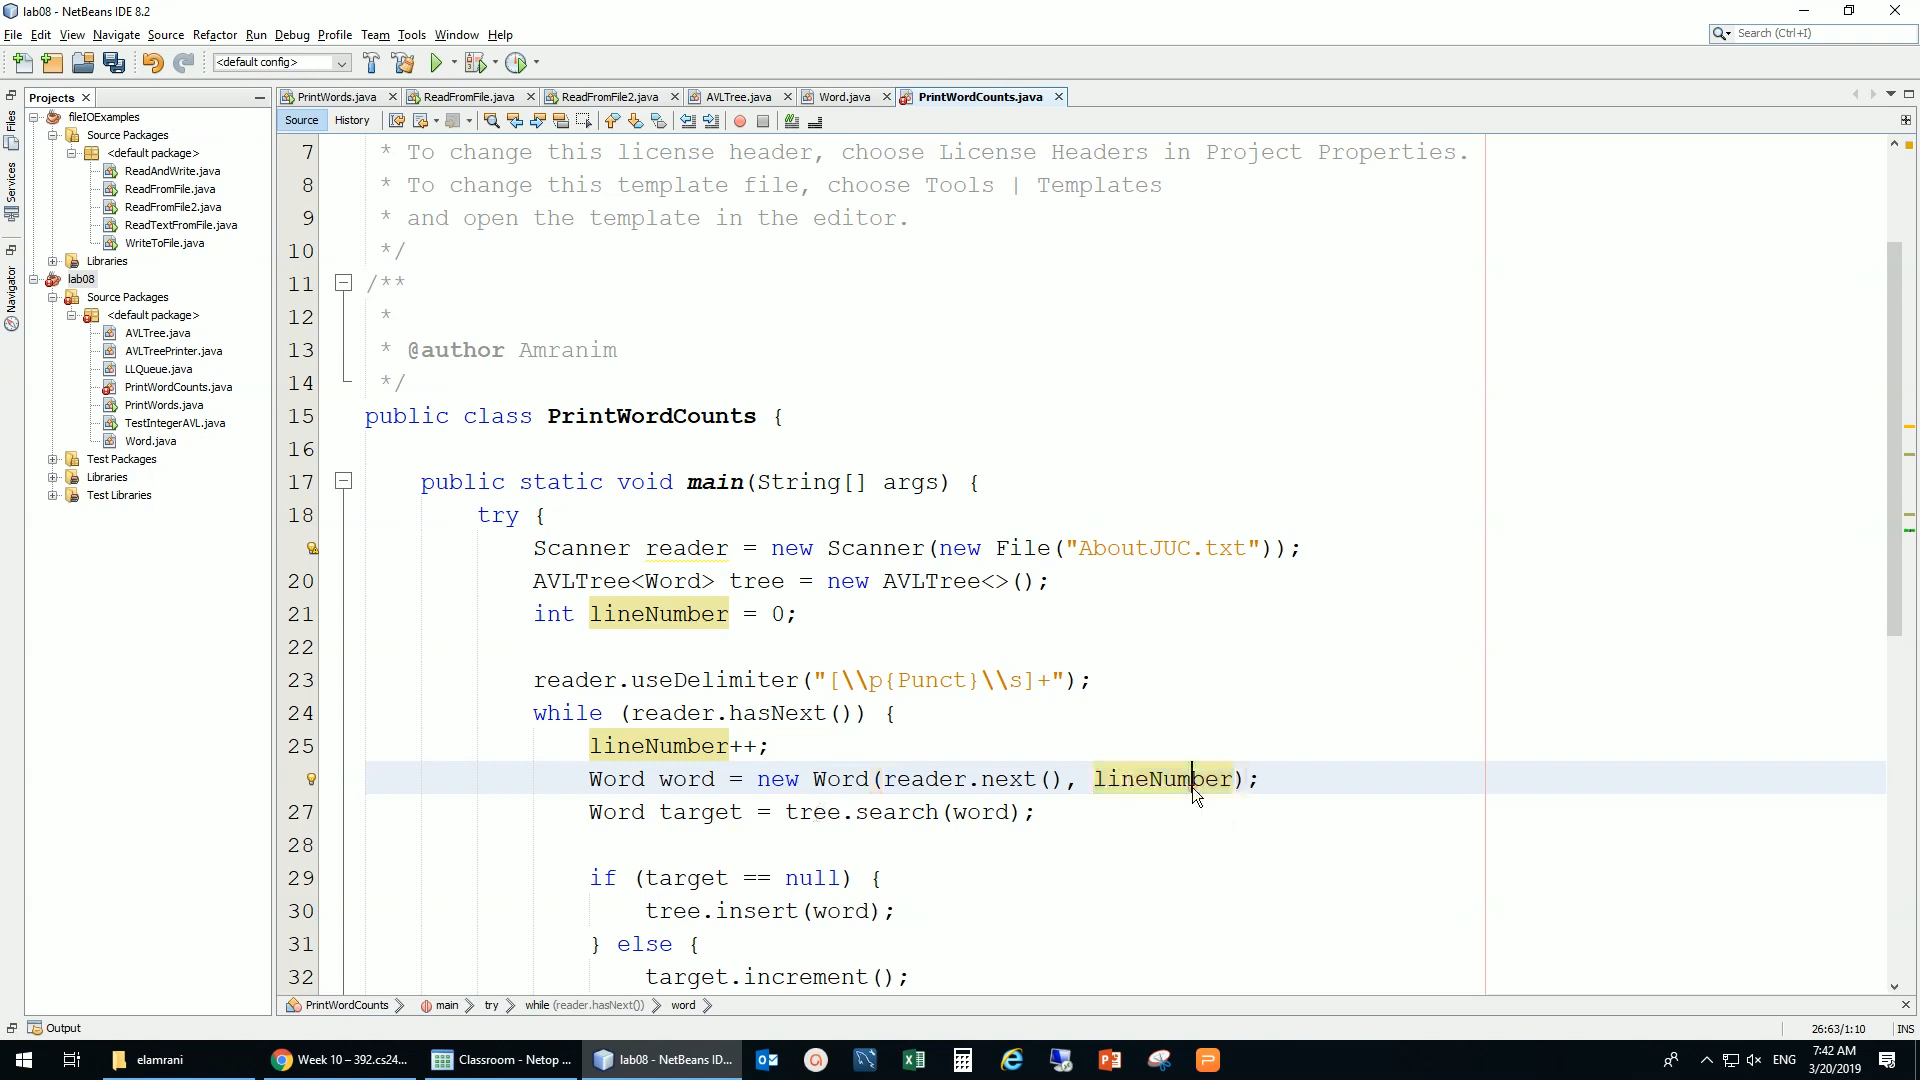 lab08 - NetBeans IDE 8.2
File Edit View Navigate Source Refactor Run Debug Profile Team Tools Window Help
Search (Ctrl+I)
<default config>
Projects
Files
Services
Navigator
fileIOExamples
Source Packages
<default package>
ReadAndWrite.java
ReadFromFile.java
ReadFromFile2.java
ReadTextFromFile.java
WriteToFile.java
Libraries
lab08
Source Packages
<default package>
AVLTree.java
AVLTreePrinter.java
LLQueue.java
PrintWordCounts.java
PrintWords.java
TestIntegerAVL.java
Word.java
Test Packages
Libraries
Test Libraries
PrintWords.java ReadFromFile.java ReadFromFile2.java AVLTree.java Word.java PrintWordCounts.java
Source History
7 * To change this license header, choose License Headers in Project Properties.
8 * To change this template file, choose Tools | Templates
9 * and open the template in the editor.
10 */
11 /**
12 *
13 * @author Amranim
14 */
15 public class PrintWordCounts {
16
17 public static void main(String[] args) {
18 try {
Scanner reader = new Scanner(new File("AboutJUC.txt"));
20 AVLTree<Word> tree = new AVLTree<>();
21 int lineNumber = 0;
22
23 reader.useDelimiter("[\\p{Punct}\\s]+");
24 while (reader.hasNext()) {
25 lineNumber++;
Word word = new Word(reader.next(), lineNumber);
27 Word target = tree.search(word);
28
29 if (target == null) {
30 tree.insert(word);
31 } else {
32 target.increment();
PrintWordCounts main try while (reader.hasNext()) word
Output
26:63/1:10 INS
elamrani
Week 10 – 392.cs24...
Classroom - Netop ...
lab08 - NetBeans ID...
ENG
7:42 AM
3/20/2019